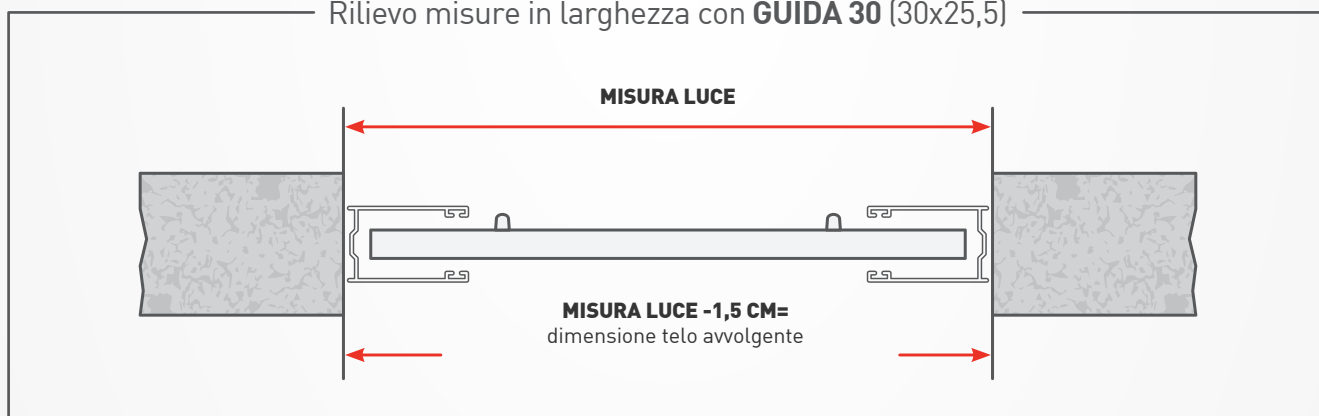 Rilievo misure in larghezza con GUIDA 30 (30x25,5)
MISURA LUCE
MISURA LUCE -1,5 CM=
dimensione telo avvolgente